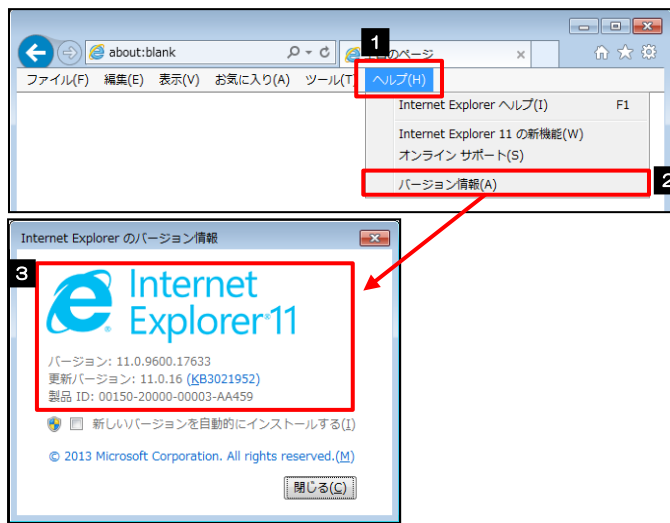 1
about:blank
のページ
ファイル(F) 編集(E) 表示(V) お気に入り(A) ツール(T) ヘルプ(H)
Internet Explorer ヘルプ(I) F1
Internet Explorer 11 の新機能(W)
オンライン サポート(S)
バージョン情報(A)
2
Internet Explorer のバージョン情報
3
Internet
Explorer®11
バージョン: 11.0.9600.17633
更新バージョン: 11.0.16 (KB3021952)
製品 ID: 00150-20000-00003-AA459
新しいバージョンを自動的にインストールする(I)
© 2013 Microsoft Corporation. All rights reserved.(M)
閉じる(C)